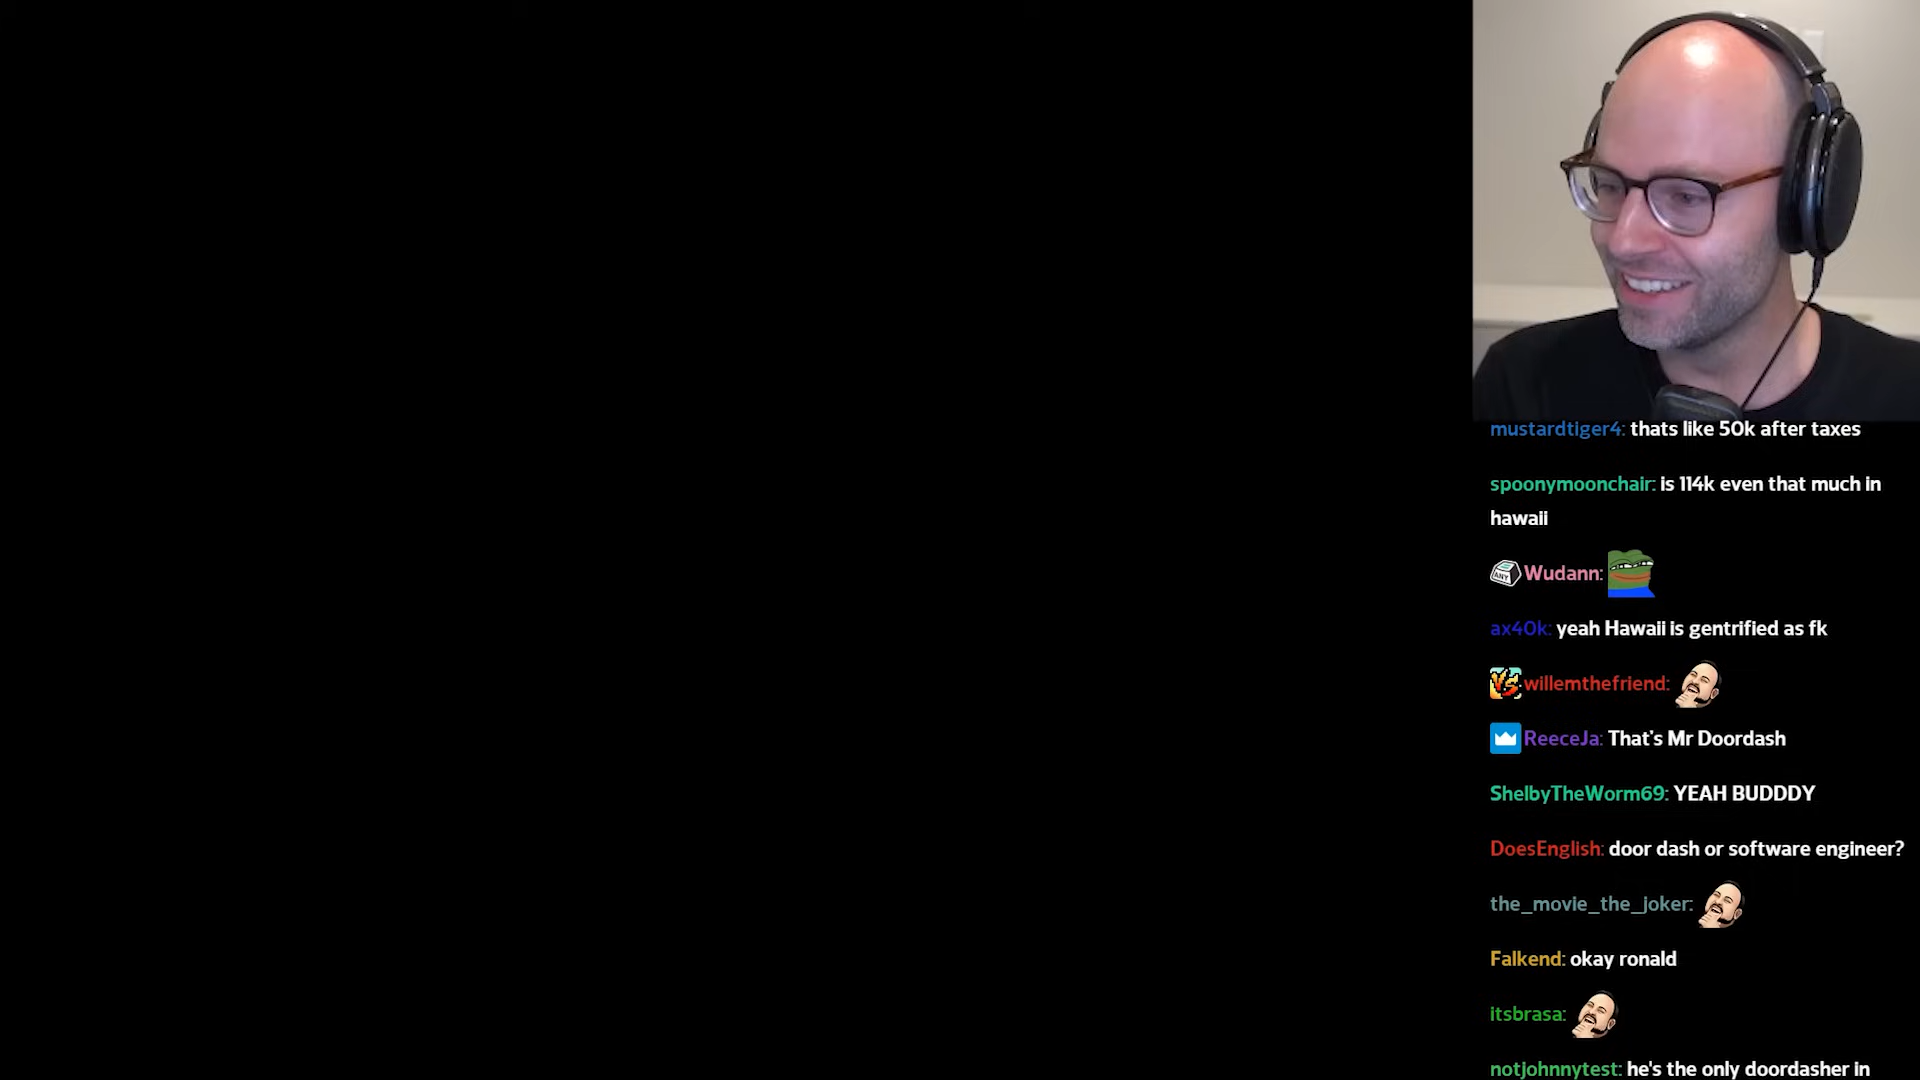 mustardtiger4: thats like 50k after taxes
spoonymoonchair: is 114k even that much in
hawaii
ANY Wudann:
ax40k: yeah Hawaii is gentrified as fk
VS willemthefriend:
ReeceJa: That's Mr Doordash
ShelbyTheWorm69: YEAH BUDDDY
DoesEnglish: door dash or software engineer?
the_movie_the_joker:
Falkend: okay ronald
itsbrasa:
notjohnnytest: he's the only doordasher in